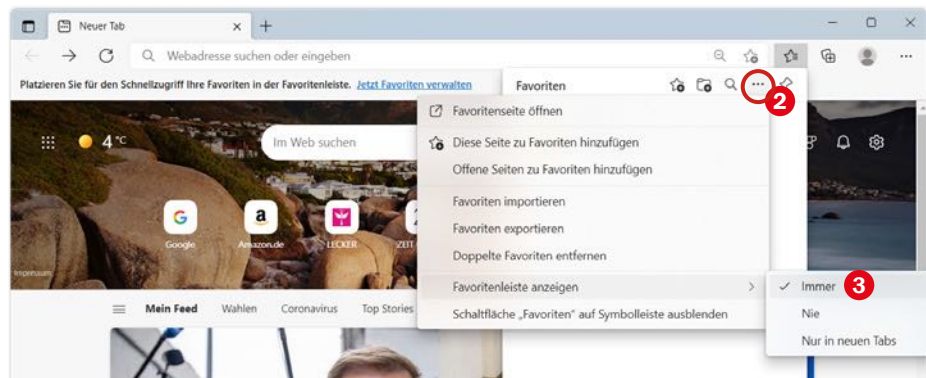 Neuer Tab
Webadresse suchen oder eingeben
Platzieren Sie für den Schnellzugriff Ihre Favoriten in der Favoritenleiste. Jetzt Favoriten verwalten
Favoriten
2
Favoritenseite öffnen
4 °C
Im Web suchen
Diese Seite zu Favoriten hinzufügen
Offene Seiten zu Favoriten hinzufügen
Favoriten importieren
Favoriten exportieren
Doppelte Favoriten entfernen
Google
Amazon.de
LECKER
ZEIT
Impressum
Favoritenleiste anzeigen
Immer
3
Mein Feed
Wahlen
Coronavirus
Top Stories
Schaltfläche „Favoriten" auf Symbolleiste ausblenden
Nie
Nur in neuen Tabs